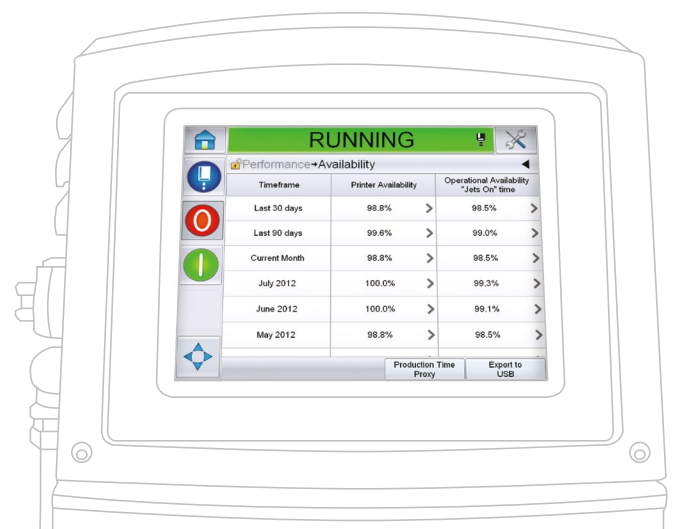 RUNNING
Performance→Availability
Timeframe
Printer Availability
Operational Availability
"Jets On" time
Last 30 days
98.8%
98.5%
Last 90 days
99.6%
99.0%
Current Month
98.8%
98.5%
July 2012
100.0%
99.3%
June 2012
100.0%
99.1%
May 2012
98.8%
98.5%
Production Time
Proxy
Export to
USB